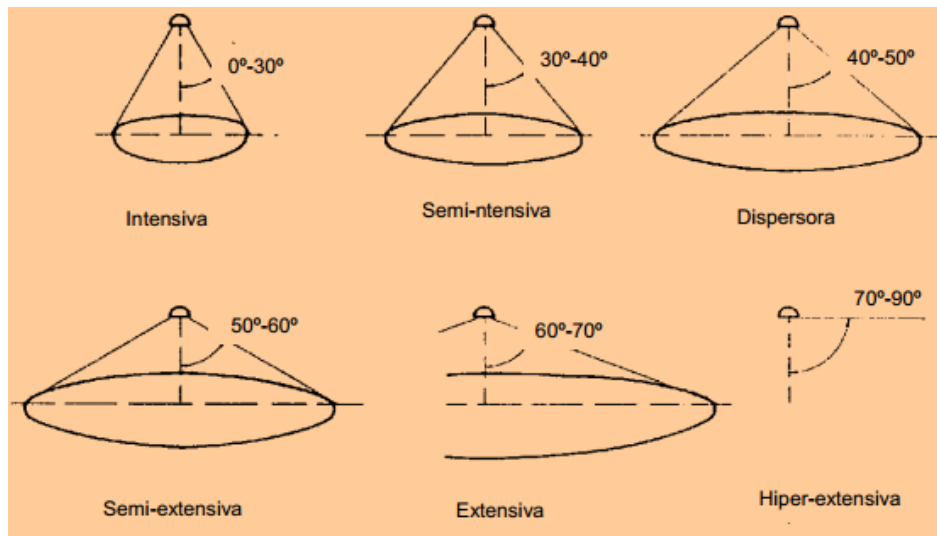 0º-30º
30º-40º
40º-50º
Intensiva
Semi-ntensiva
Dispersora
50º-60º
60º-70º
70º-90º
Semi-extensiva
Extensiva
Hiper-extensiva